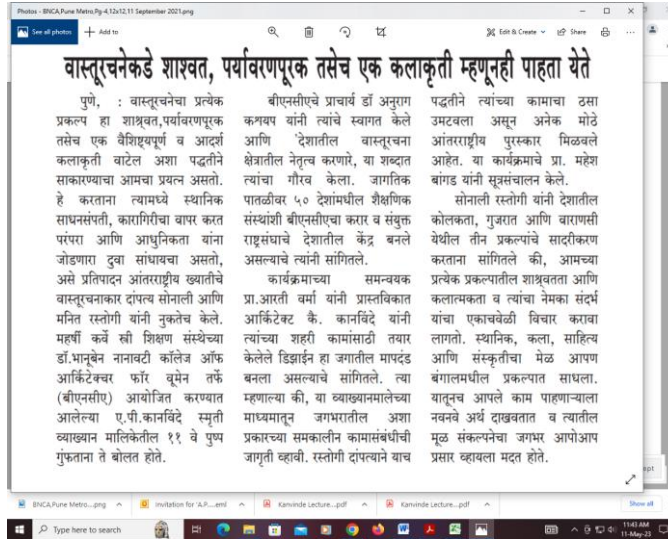 Photos - BNCA,Pune Metro,Pg-4,12x12,11 September 2021.png
See all photos
Add to
Edit & Create
Share
वास्तूरचनेकडे शाश्वत, पर्यावरणपूरक तसेच एक कलाकृती म्हणूनही पाहता येते
पुणे, : वास्तूरचनेचा प्रत्येक
प्रकल्प हा शाश्र्वत,पर्यावरणपूरक
तसेच एक वैशिष्ट्यपूर्ण व आदर्श
कलाकृती वाटेल अशा पद्धतीने
साकारण्याचा आमचा प्रयत्न असतो.
हे करताना त्यामध्ये स्थानिक
साधनसंपती, कारागिरीचा वापर करत
परंपरा आणि आधुनिकता यांना
जोडणारा दुवा सांधायचा असतो,
असे प्रतिपादन आंतरराष्ट्रीय ख्यातीचे
वास्तूरचनाकार दांपत्य सोनाली आणि
मनित रस्तोगी यांनी नुकतेच केले.
महर्षी कर्वे स्त्री शिक्षण संस्थेच्या
डॉ.भानूबेन नानावटी कॉलेज ऑफ
आर्किटेक्चर फॉर वूमेन तर्फे
(बीएनसीए) आयोजित करण्यात
आलेल्या ए.पी.कानविंदे स्मृती
व्याख्यान मालिकेतील ११ वे पुष्प
गुंफताना ते बोलत होते.
बीएनसीएचे प्राचार्य डॉ अनुराग
कश्यप यांनी त्यांचे स्वागत केले
आणि 'देशातील वास्तूरचना
क्षेत्रातील नेतृत्व करणारे, या शब्दात
त्यांचा गौरव केला. जागतिक
पातळीवर ५० देशांमधील शैक्षणिक
संस्थांशी बीएनसीएचा करार व संयुक्त
राष्ट्रसंघाचे देशातील केंद्र बनले
असल्याचे त्यांनी सांगितले.
कार्यक्रमाच्या समन्वयक
प्रा.आरती वर्मा यांनी प्रास्तविकात
आर्किटेक्ट कै. कानविंदे यांनी
त्यांच्या शहरी कामांसाठी तयार
केलेले डिझाईन हा जगातील मापदंड
बनला असल्याचे सांगितले. त्या
म्हणाल्या की, या व्याख्यानमालेच्या
माध्यमातून जगभरातील अशा
प्रकारच्या समकालीन कामासंबंधीची
जागृती व्हावी. रस्तोगी दांपत्याने याच
पद्धतीने त्यांच्या कामाचा ठसा
उमटवला असून अनेक मोठे
आंतरराष्ट्रीय पुरस्कार मिळवले
आहेत. या कार्यक्रमाचे प्रा. महेश
बांगड यांनी सूत्रसंचालन केले.
सोनाली रस्तोगी यांनी देशातील
कोलकता, गुजरात आणि वाराणसी
येथील तीन प्रकल्पांचे सादरीकरण
करताना सांगितले की, आमच्या
प्रत्येक प्रकल्पातील शाश्र्वतता आणि
कलात्मकता व त्यांचा नेमका संदर्भ
यांचा एकाचवेळी विचार करावा
लागतो. स्थानिक, कला, साहित्य
आणि संस्कृतीचा मेळ आपण
बंगालमधील प्रकल्पात साधला.
यातूनच आपले काम पाहणाऱ्याला
नवनवे अर्थ दाखवतात व त्यातील
मूळ संकल्पनेचा जगभर आपोआप
प्रसार व्हायला मदत होते.
BNCA,Pune Metro....png
Invitation for 'A.P....eml
Kanvinde Lecture....pdf
Kanvinde Lecture....pdf
Show all
Type here to search
11:43 AM
11-May-23